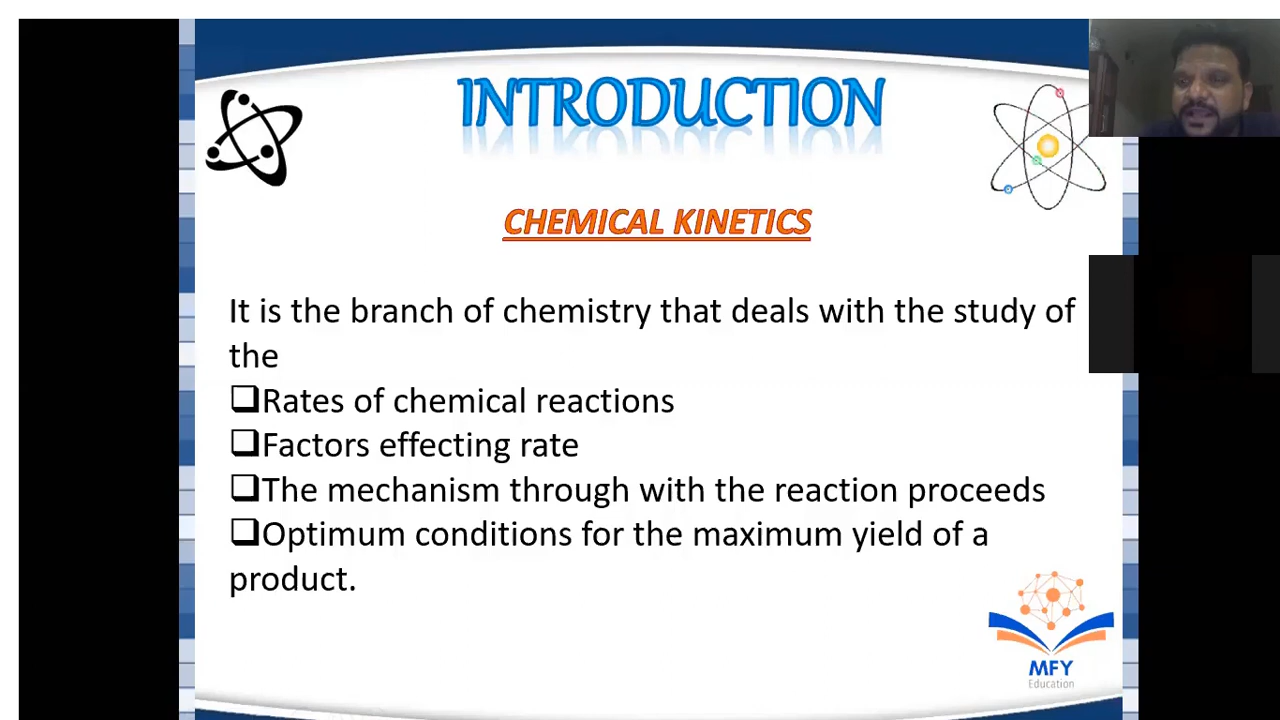 INTRODUCTION
CHEMICAL KINETICS
It is the branch of chemistry that deals with the study of
the
❑Rates of chemical reactions
❑Factors effecting rate
❑The mechanism through with the reaction proceeds
❑Optimum conditions for the maximum yield of a
product.
MFY
Education